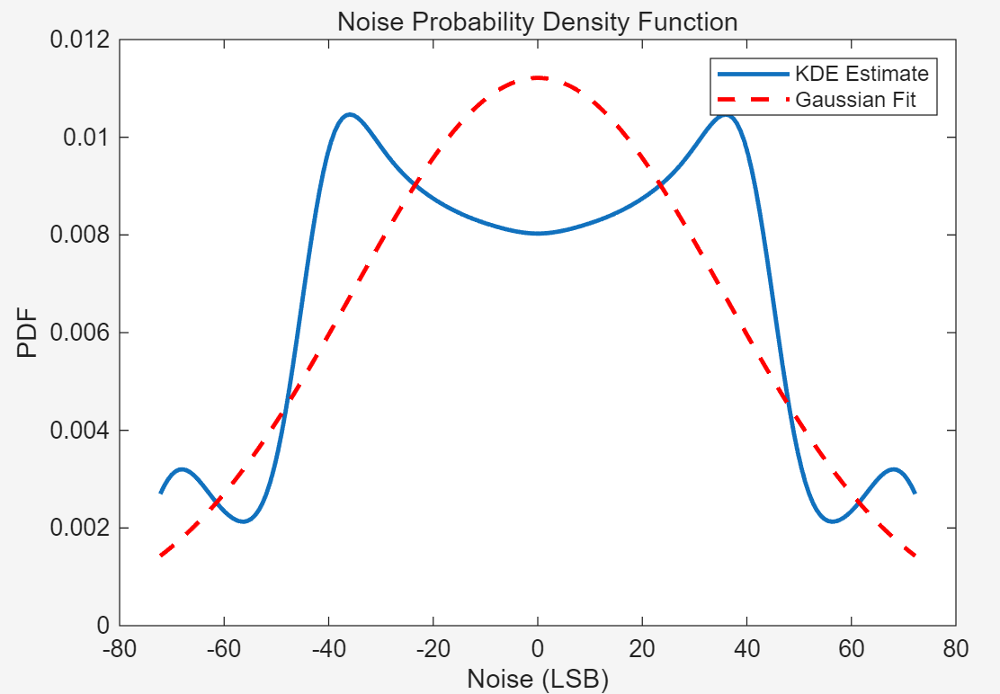 Noise Probability Density Function
0.012
0.01
0.008
0.006
0.004
0.002
0
PDF
KDE Estimate
Gaussian Fit
-80 -60 -40 -20 0 20 40 60 80
Noise (LSB)